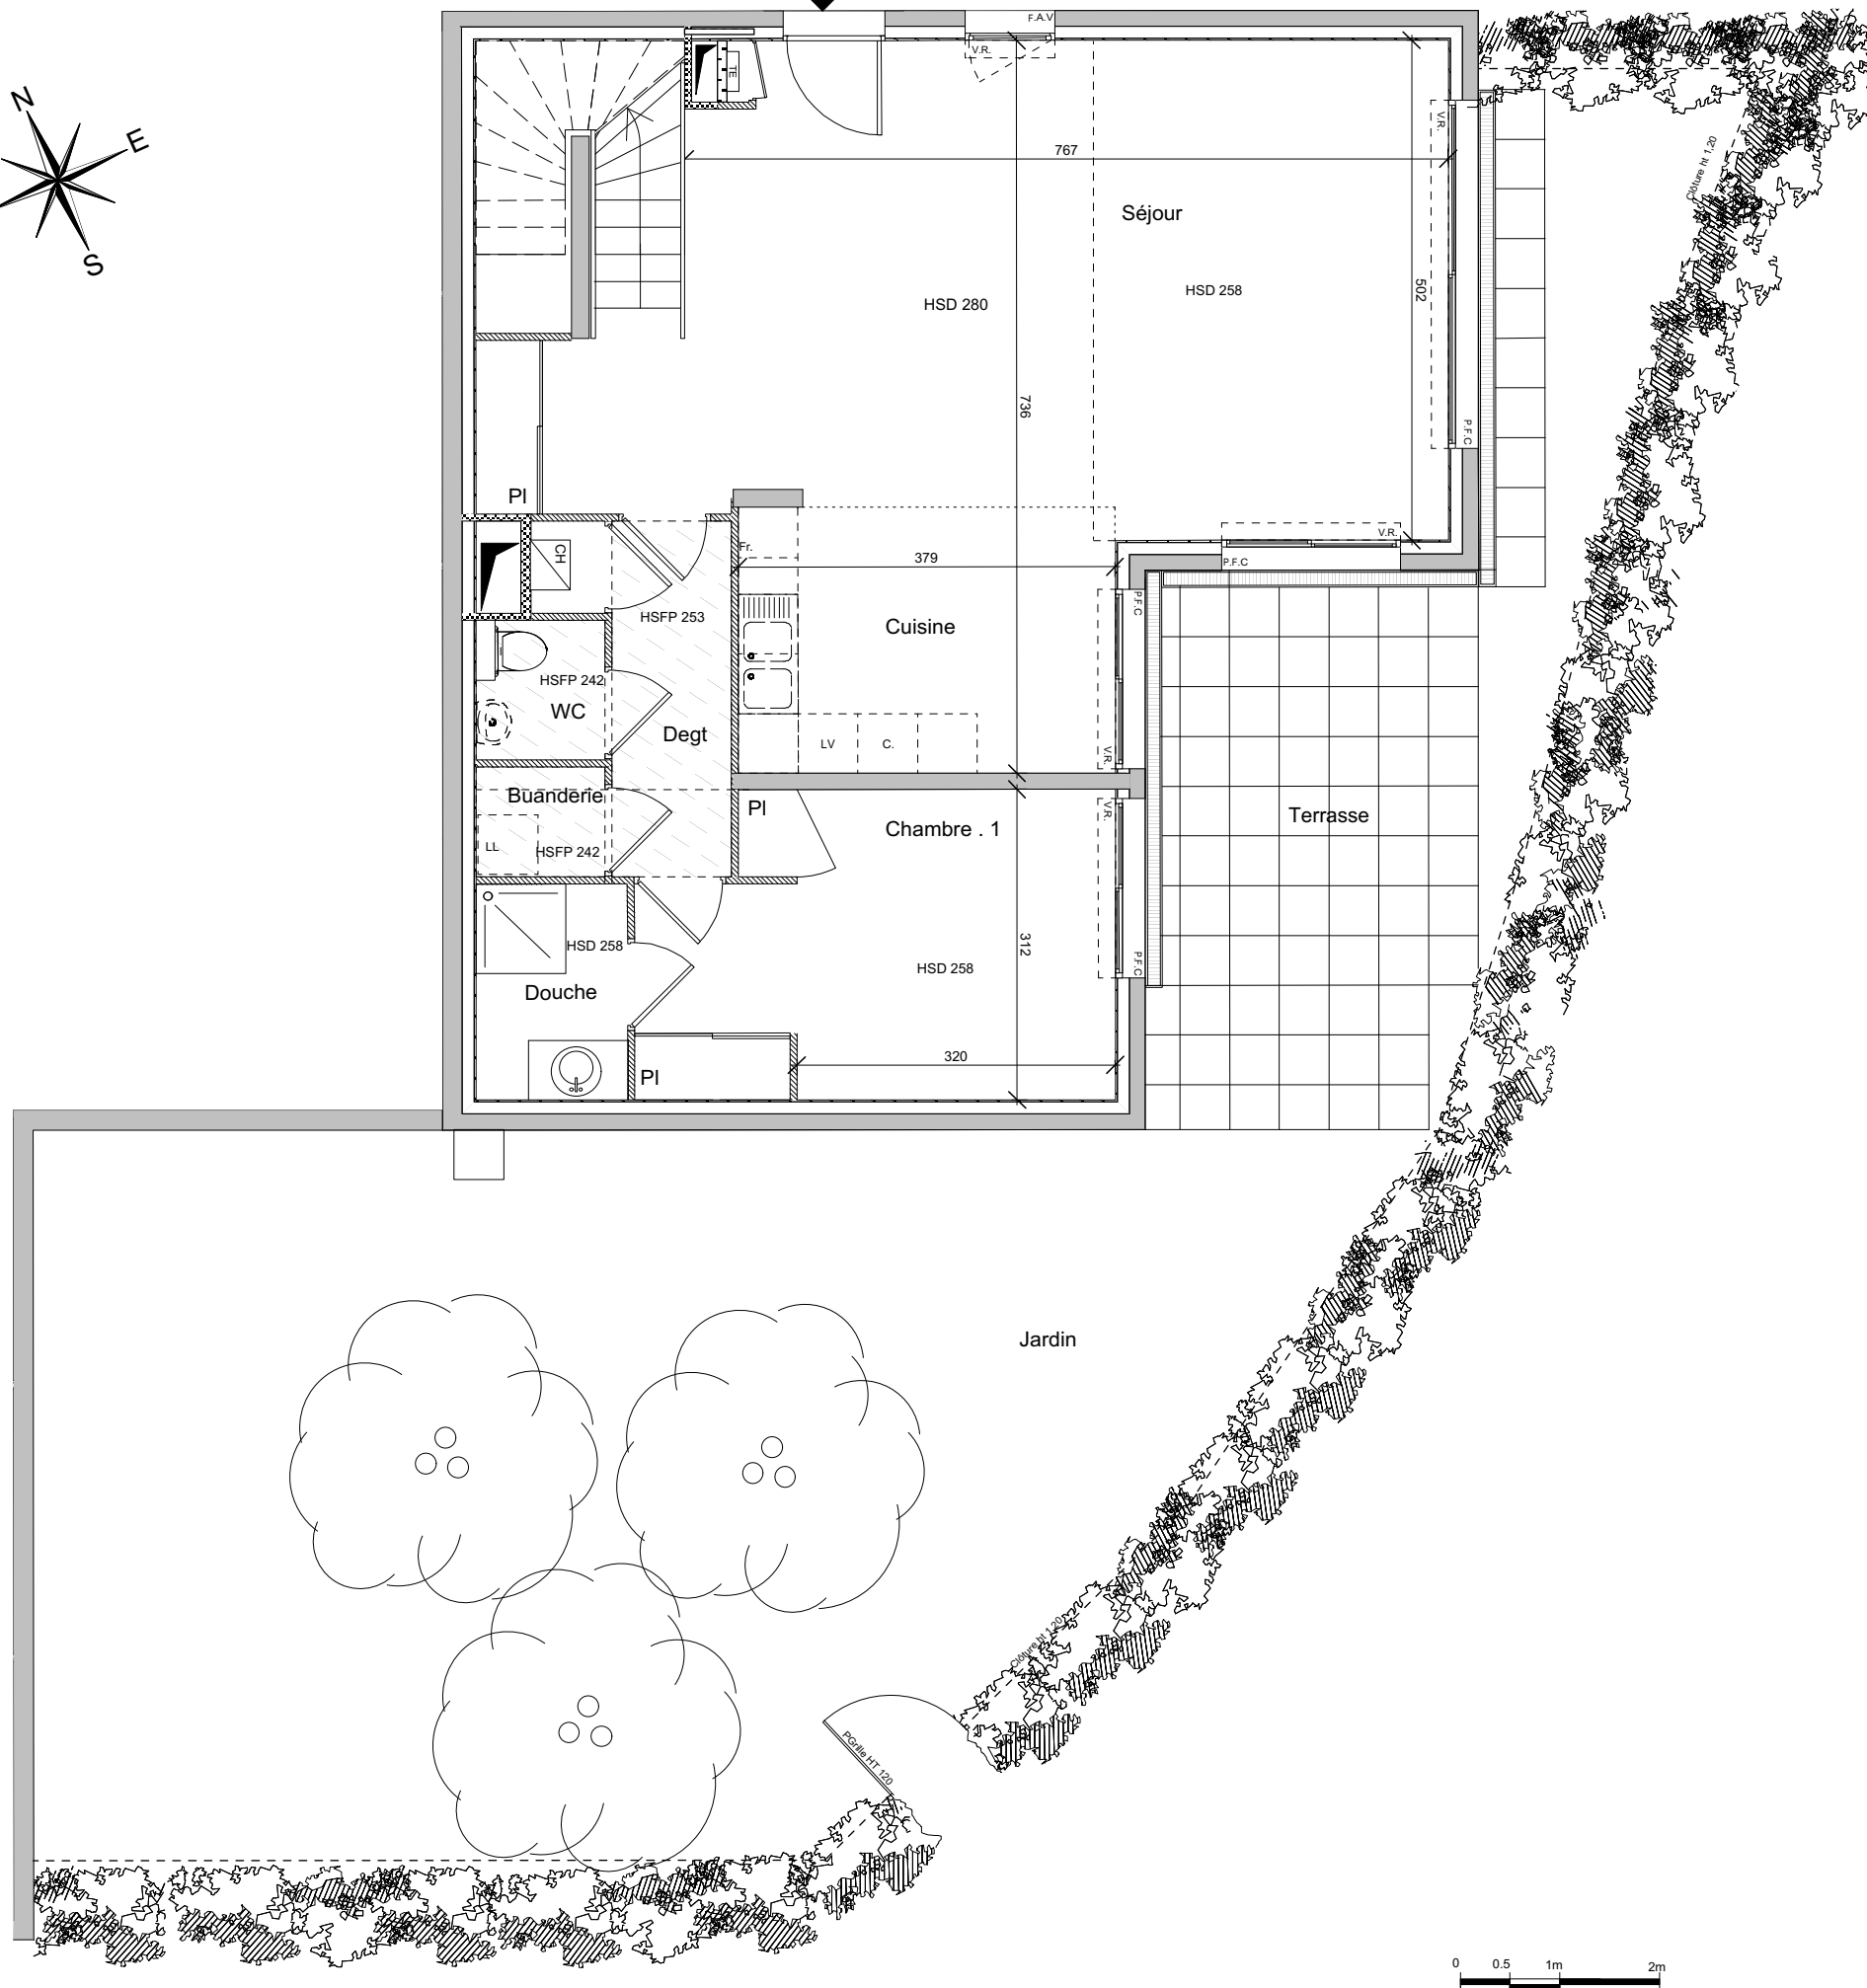 F.A.V
V.R.
TE
N
E
S
V.R.
Clôture ht 1.20
767
Séjour
HSD 280
HSD 258
502
736
P.F.C
Pl
V.R.
Fr.
CH
379
P.F.C
P.F.C
HSFP 253
Cuisine
HSFP 242
WC
Degt
LV
C.
V.R.
Buanderie
Pl
V.R.
Chambre . 1
Terrasse
LL
HSFP 242
HSD 258
312
HSD 258
P.F.C
Douche
320
Pl
Jardin
Clôture ht 1.20
PGrille HT 120
0 0.5 1m 2m